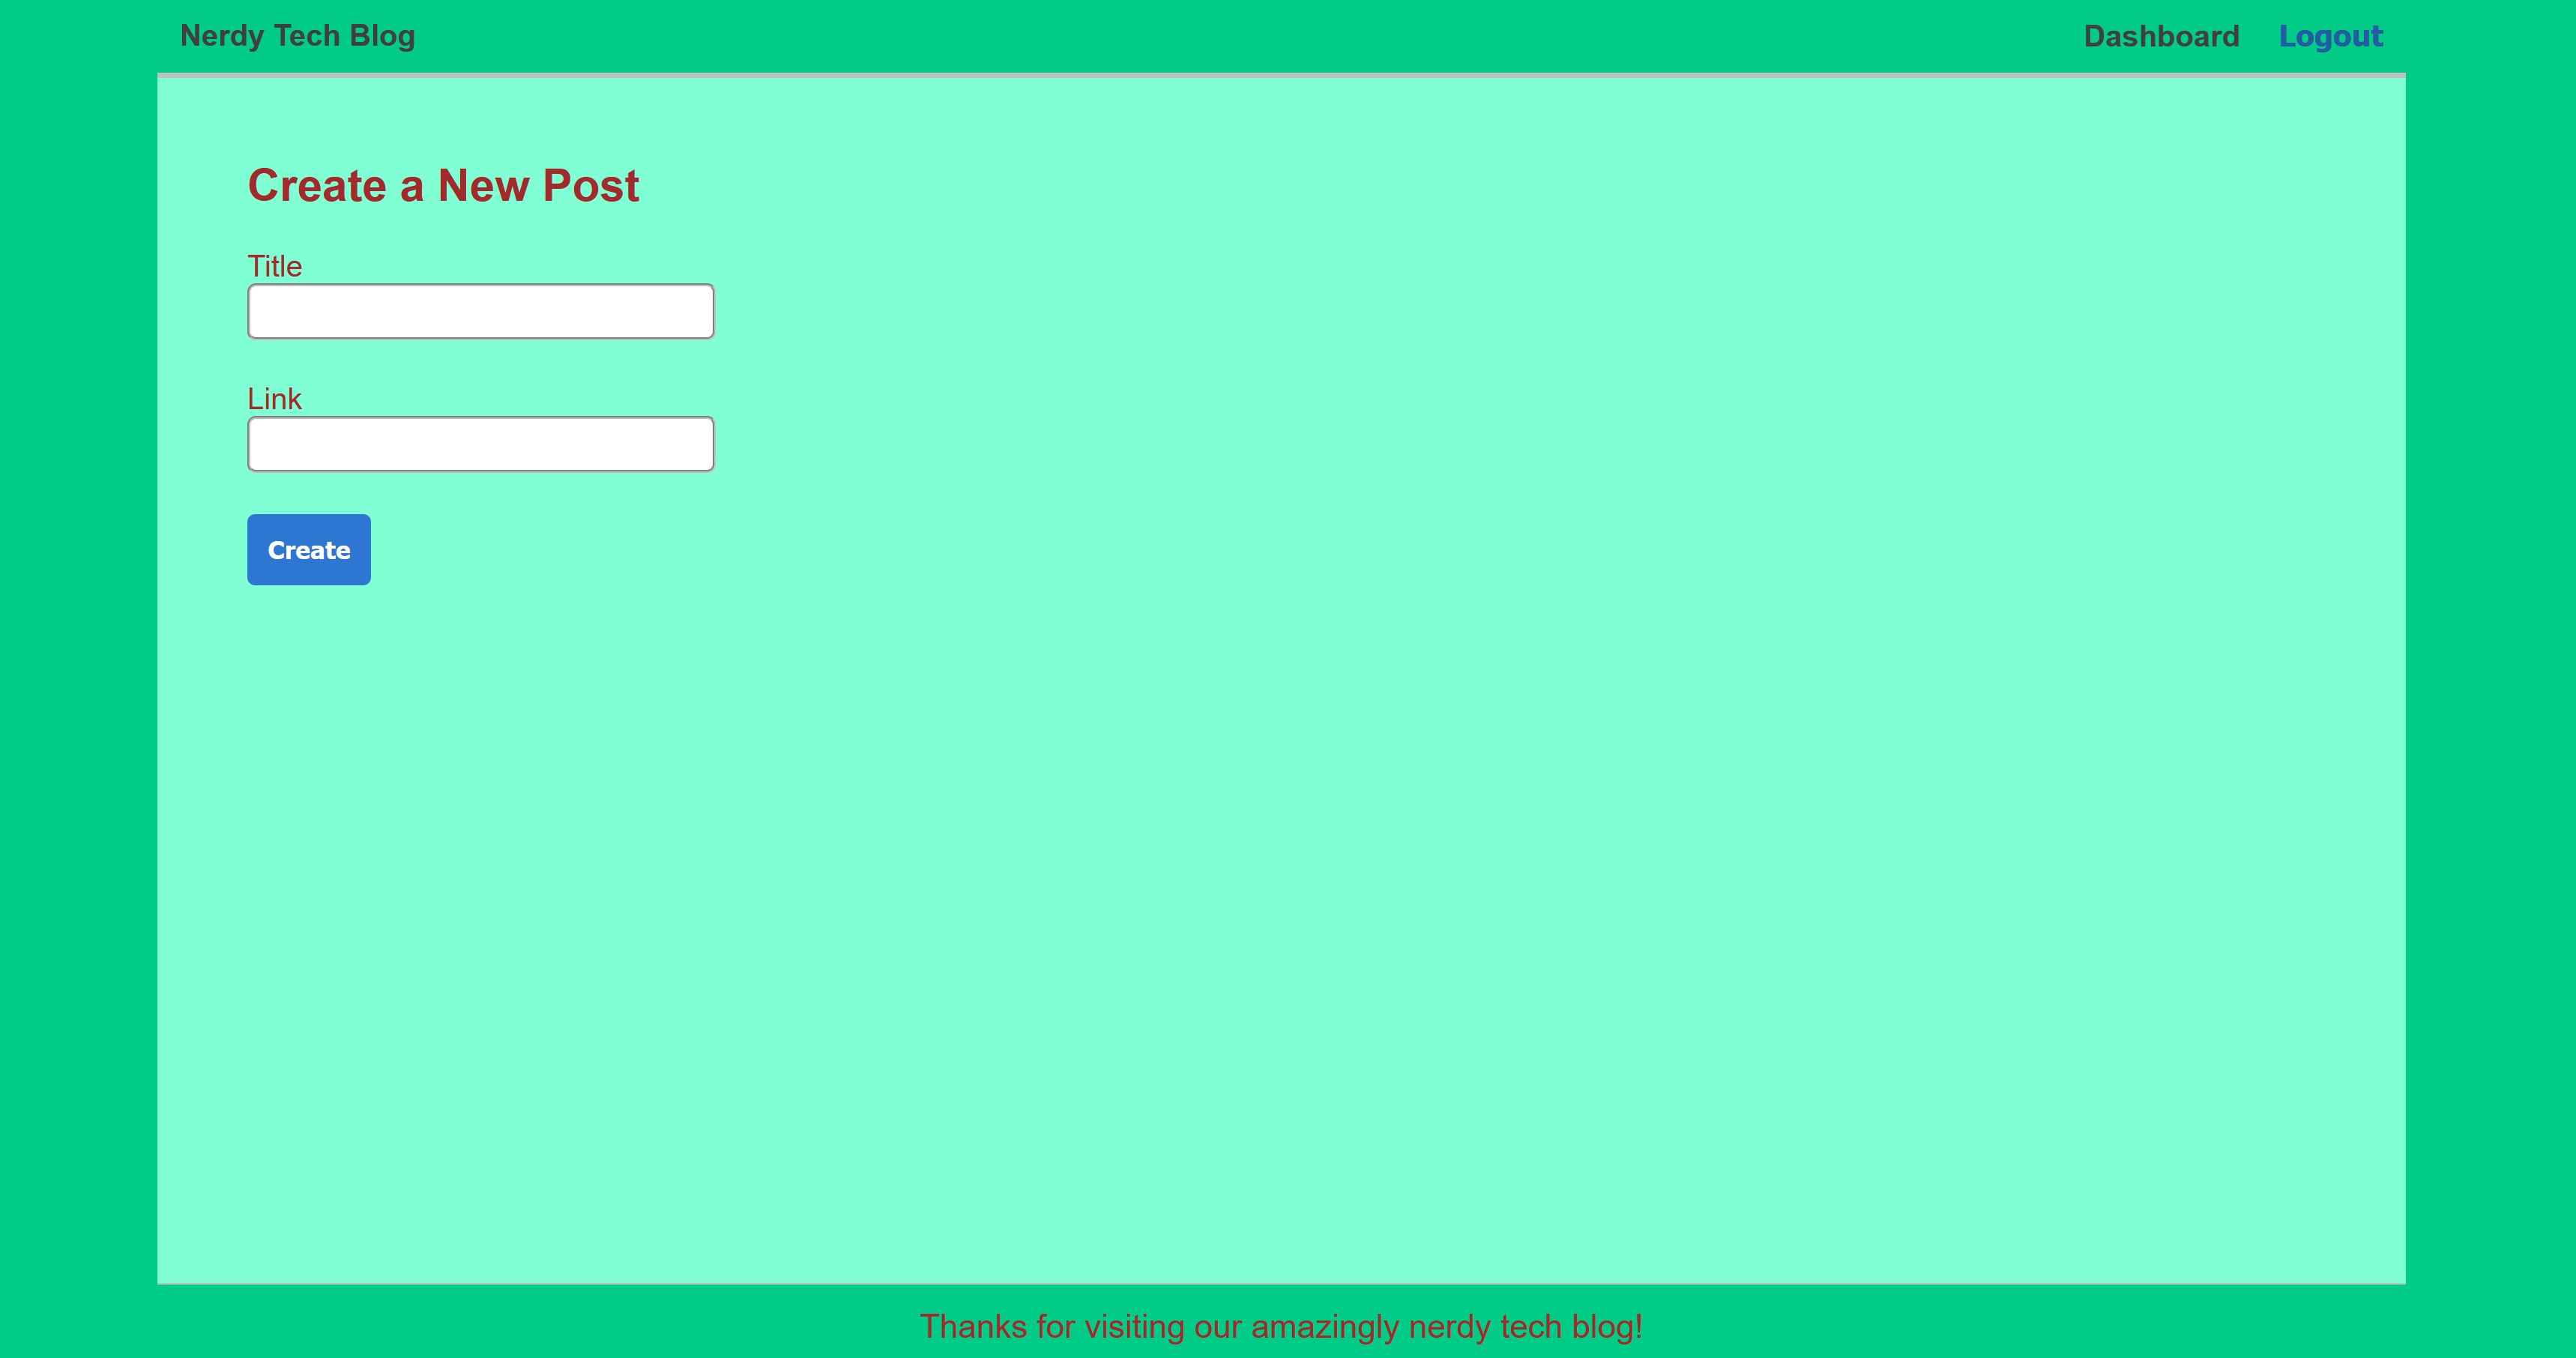 Nerdy Tech Blog
Dashboard Logout
Create a New Post
Title
Link
Create
Thanks for visiting our amazingly nerdy tech blog!